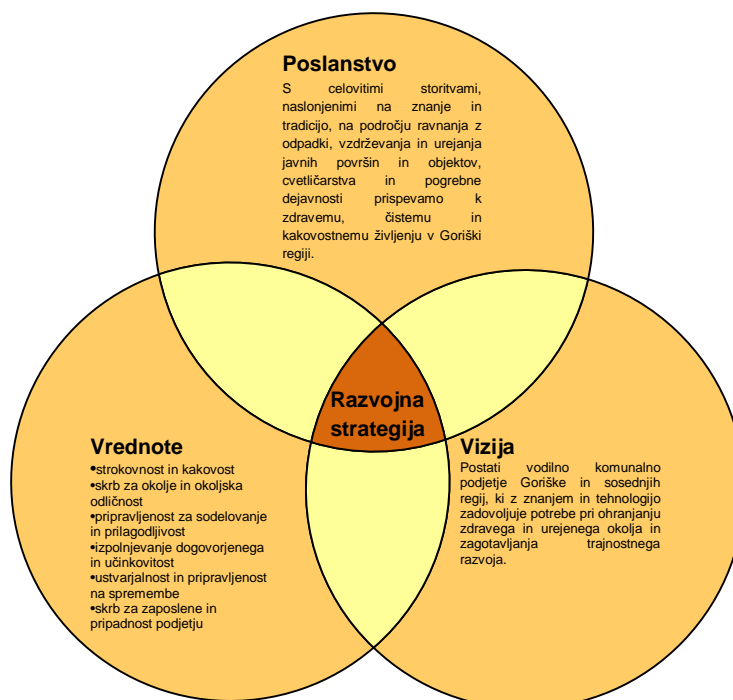 Poslanstvo
S celovitimi storitvami,
naslonjenimi na znanje in
tradicijo, na področju ravnanja z
odpadki, vzdrževanja in urejanja
javnih površin in objektov,
cvetličarstva in pogrebne
dejavnosti prispevamo k
zdravemu, čistemu in
kakovostnemu življenju v Goriški
regiji.
Razvojna
strategija
Vrednote
•strokovnost in kakovost
•skrb za okolje in okoljska
odličnost
•pripravljenost za sodelovanje
in prilagodljivost
•izpolnjevanje dogovorjenega
in učinkovitost
•ustvarjalnost in pripravljenost
na spremembe
•skrb za zaposlene in
pripadnost podjetju
Vizija
Postati vodilno komunalno
podjetje Goriške in sosednjih
regij, ki z znanjem in tehnologijo
zadovoljuje potrebe pri ohranjanju
zdravega in urejenega okolja in
zagotavljanja trajnostnega
razvoja.